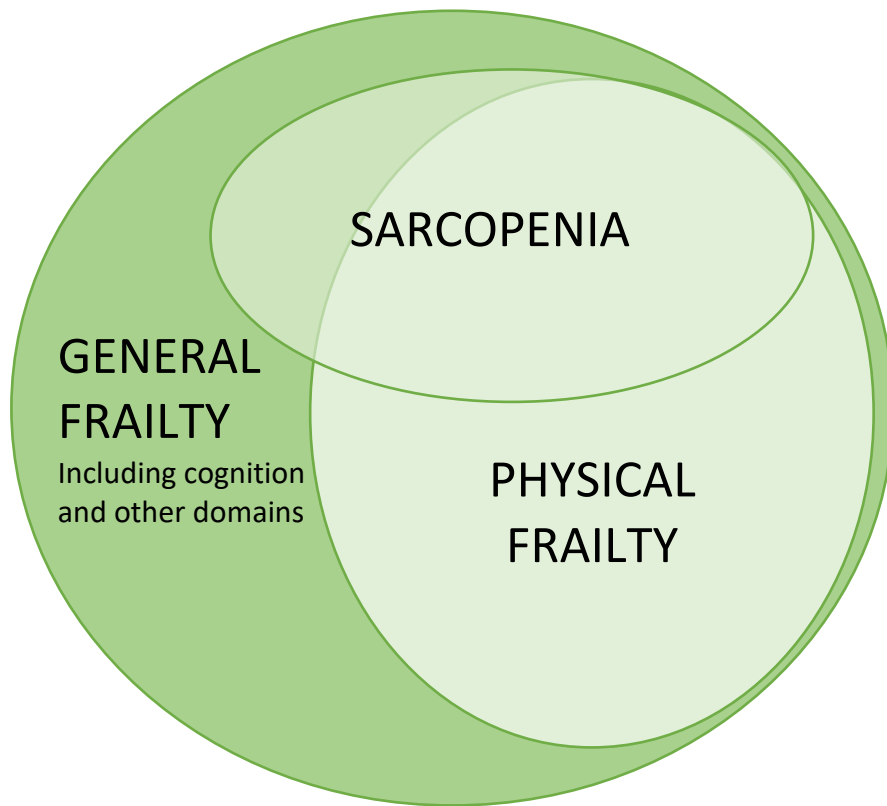 SARCOPENIA
GENERAL
FRAILTY
Including cognition
and other domains
PHYSICAL
FRAILTY